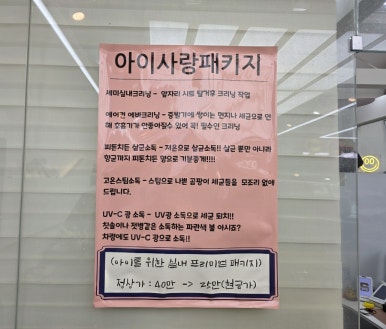 아이사랑패키지
세미실내크리닝 - 앞자리 시트 탈거후 크리닝 작업
에어컨 에바크리닝 - 증발기에 쌓이는 먼지나 세균으로 인
해 호흡기가 안좋아질수 있어 꼭! 필수인 크리닝
피톤치드 살균소독 - 저온으로 살균소독!! 살균 뿐만 아니라
향균까지 피톤치드 향으로 기분좋게!!!!
고온스팀소독 - 스팀으로 나쁜 곰팡이 세균들을 모조리 없애
드립니다.
UV-C 광 소독 - UV광 소독으로 세균 퇴치!!
칫솔이나 젖병같은 소독하는 파란색 불 아시죠?
차량에도 UV-C 광으로 소독!!
(아이를 위한 실내 프리미엄 패키지)
정상가 : 40만 -> 25만(현금가)